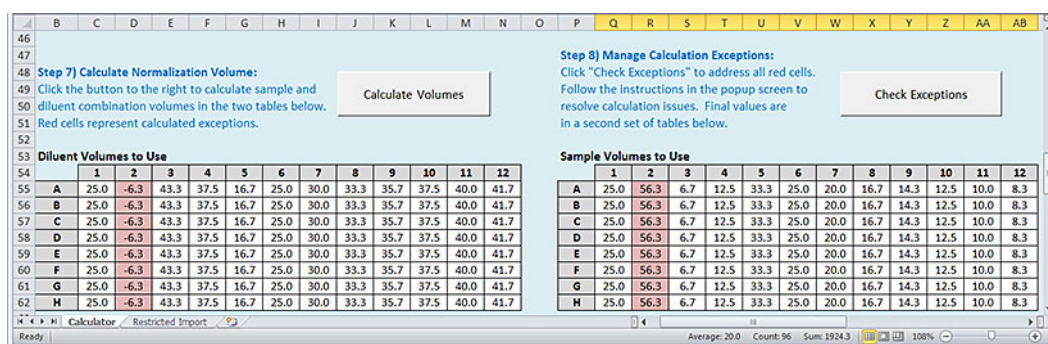 B C D E F G H I J K L M N O P Q R S T U V W X Y Z AA AB
46
47 Step 8) Manage Calculation Exceptions:
48 Step 7) Calculate Normalization Volume: Click "Check Exceptions" to address all red cells.
49 Click the button to the right to calculate sample and Calculate Volumes Follow the instructions in the popup screen to Check Exceptions
50 diluent combination volumes in the two tables below. resolve calculation issues. Final values are
51 Red cells represent calculated exceptions. in a second set of tables below.
52
53 Diluent Volumes to Use Sample Volumes to Use
54 1 2 3 4 5 6 7 8 9 10 11 12 1 2 3 4 5 6 7 8 9 10 11 12
55 A 25.0 -6.3 43.3 37.5 16.7 25.0 30.0 33.3 35.7 37.5 40.0 41.7 A 25.0 56.3 6.7 12.5 33.3 25.0 20.0 16.7 14.3 12.5 10.0 8.3
56 B 25.0 -6.3 43.3 37.5 16.7 25.0 30.0 33.3 35.7 37.5 40.0 41.7 B 25.0 56.3 6.7 12.5 33.3 25.0 20.0 16.7 14.3 12.5 10.0 8.3
57 C 25.0 -6.3 43.3 37.5 16.7 25.0 30.0 33.3 35.7 37.5 40.0 41.7 C 25.0 56.3 6.7 12.5 33.3 25.0 20.0 16.7 14.3 12.5 10.0 8.3
58 D 25.0 -6.3 43.3 37.5 16.7 25.0 30.0 33.3 35.7 37.5 40.0 41.7 D 25.0 56.3 6.7 12.5 33.3 25.0 20.0 16.7 14.3 12.5 10.0 8.3
59 E 25.0 -6.3 43.3 37.5 16.7 25.0 30.0 33.3 35.7 37.5 40.0 41.7 E 25.0 56.3 6.7 12.5 33.3 25.0 20.0 16.7 14.3 12.5 10.0 8.3
60 F 25.0 -6.3 43.3 37.5 16.7 25.0 30.0 33.3 35.7 37.5 40.0 41.7 F 25.0 56.3 6.7 12.5 33.3 25.0 20.0 16.7 14.3 12.5 10.0 8.3
61 G 25.0 -6.3 43.3 37.5 16.7 25.0 30.0 33.3 35.7 37.5 40.0 41.7 G 25.0 56.3 6.7 12.5 33.3 25.0 20.0 16.7 14.3 12.5 10.0 8.3
62 H 25.0 -6.3 43.3 37.5 16.7 25.0 30.0 33.3 35.7 37.5 40.0 41.7 H 25.0 56.3 6.7 12.5 33.3 25.0 20.0 16.7 14.3 12.5 10.0 8.3
Calculator Restricted Import
Ready Average: 20.0 Count: 96 Sum: 1924.3 108%